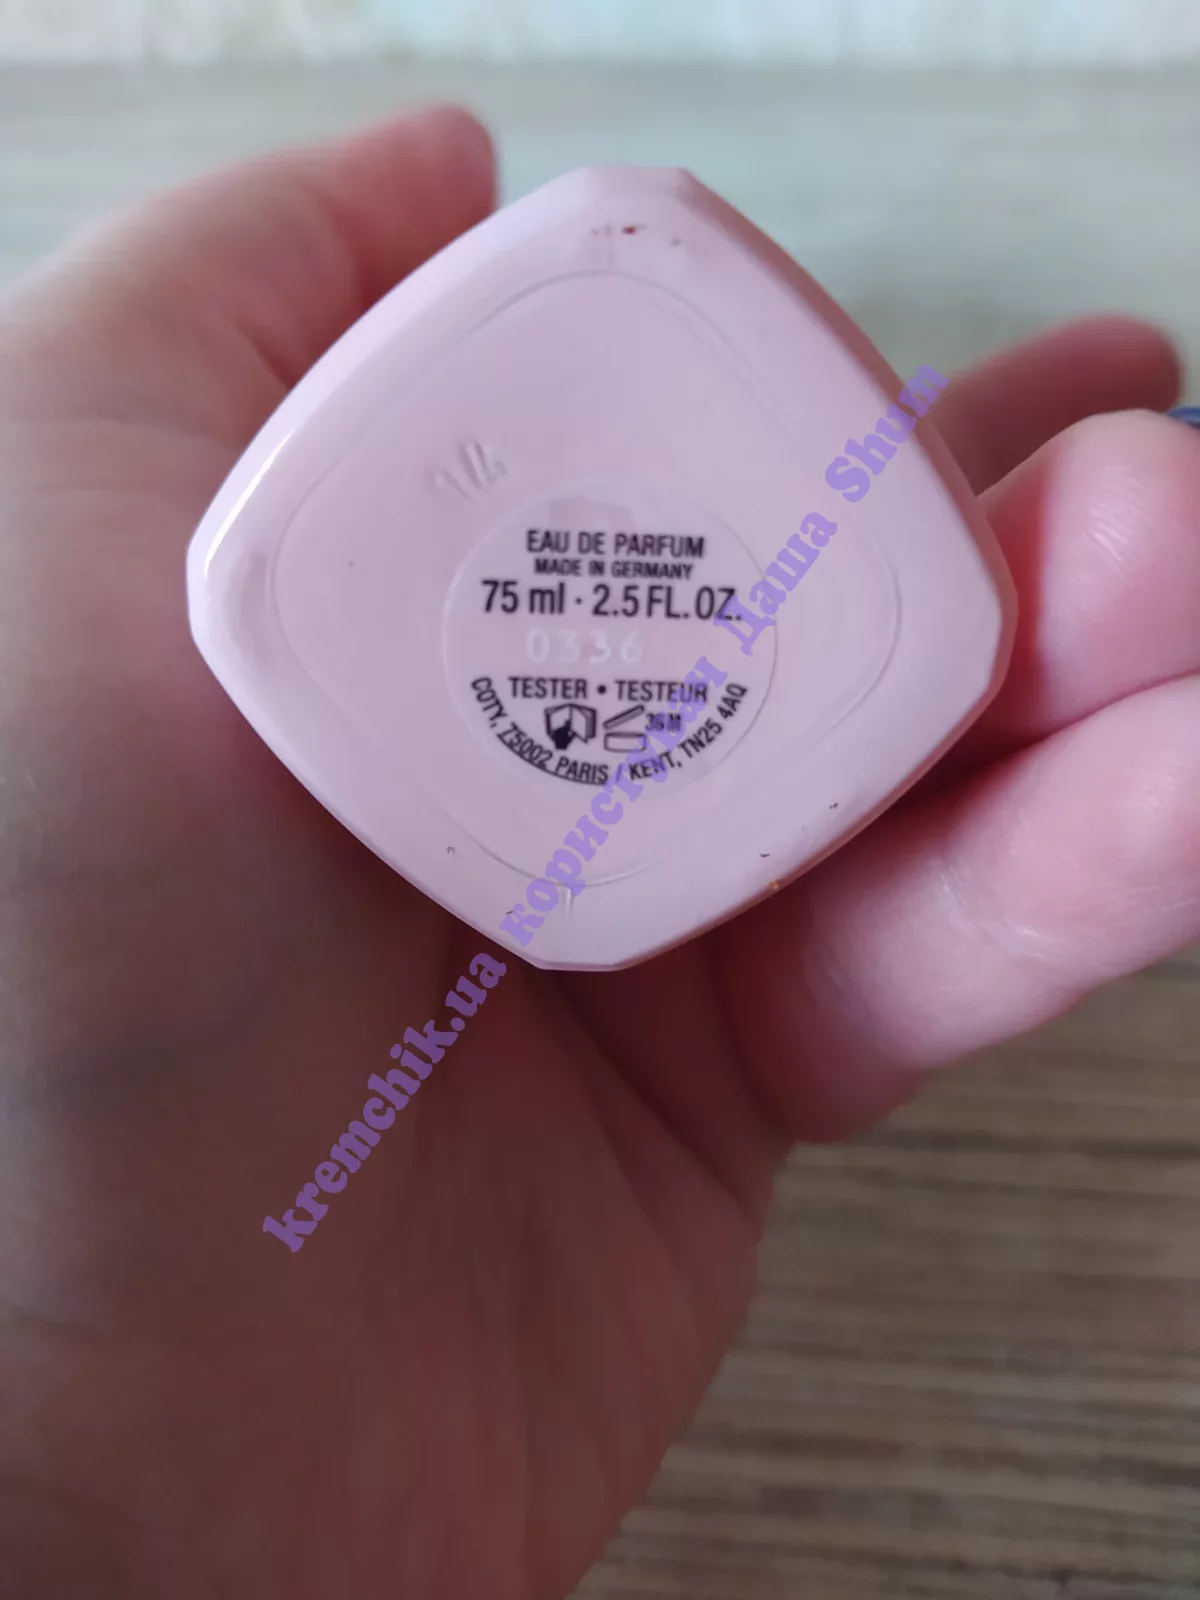 14
EAU DE PARFUM
MADE IN GERMANY
75 ml · 2.5 FL. OZ.
0336
TESTER • TESTEUR
36 M
COTY, 75002 PARIS / KENT, TN25 4AQ
kremchik.ua користувач Даша Shum